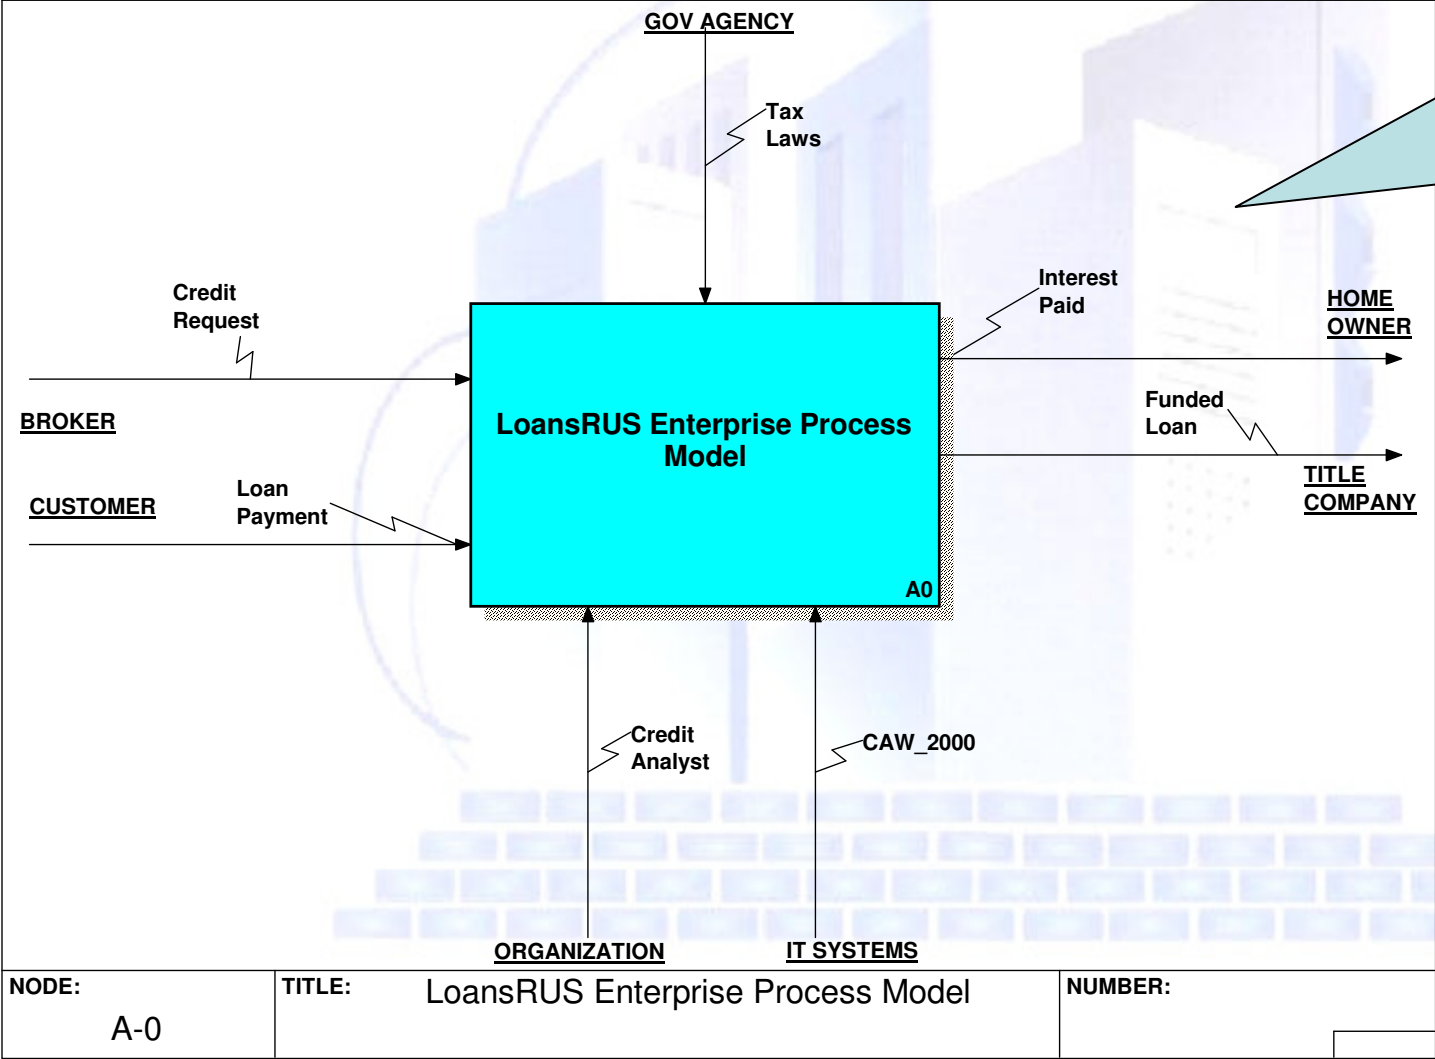 GOV AGENCY
Tax
Laws
Credit
Request
Interest
Paid
HOME
OWNER
BROKER
LoansRUS Enterprise Process
Model
Funded
Loan
CUSTOMER
Loan
Payment
TITLE
COMPANY
A0
Credit
Analyst
CAW_2000
ORGANIZATION
IT SYSTEMS
NODE:
A-0
TITLE:
LoansRUS Enterprise Process Model
NUMBER: